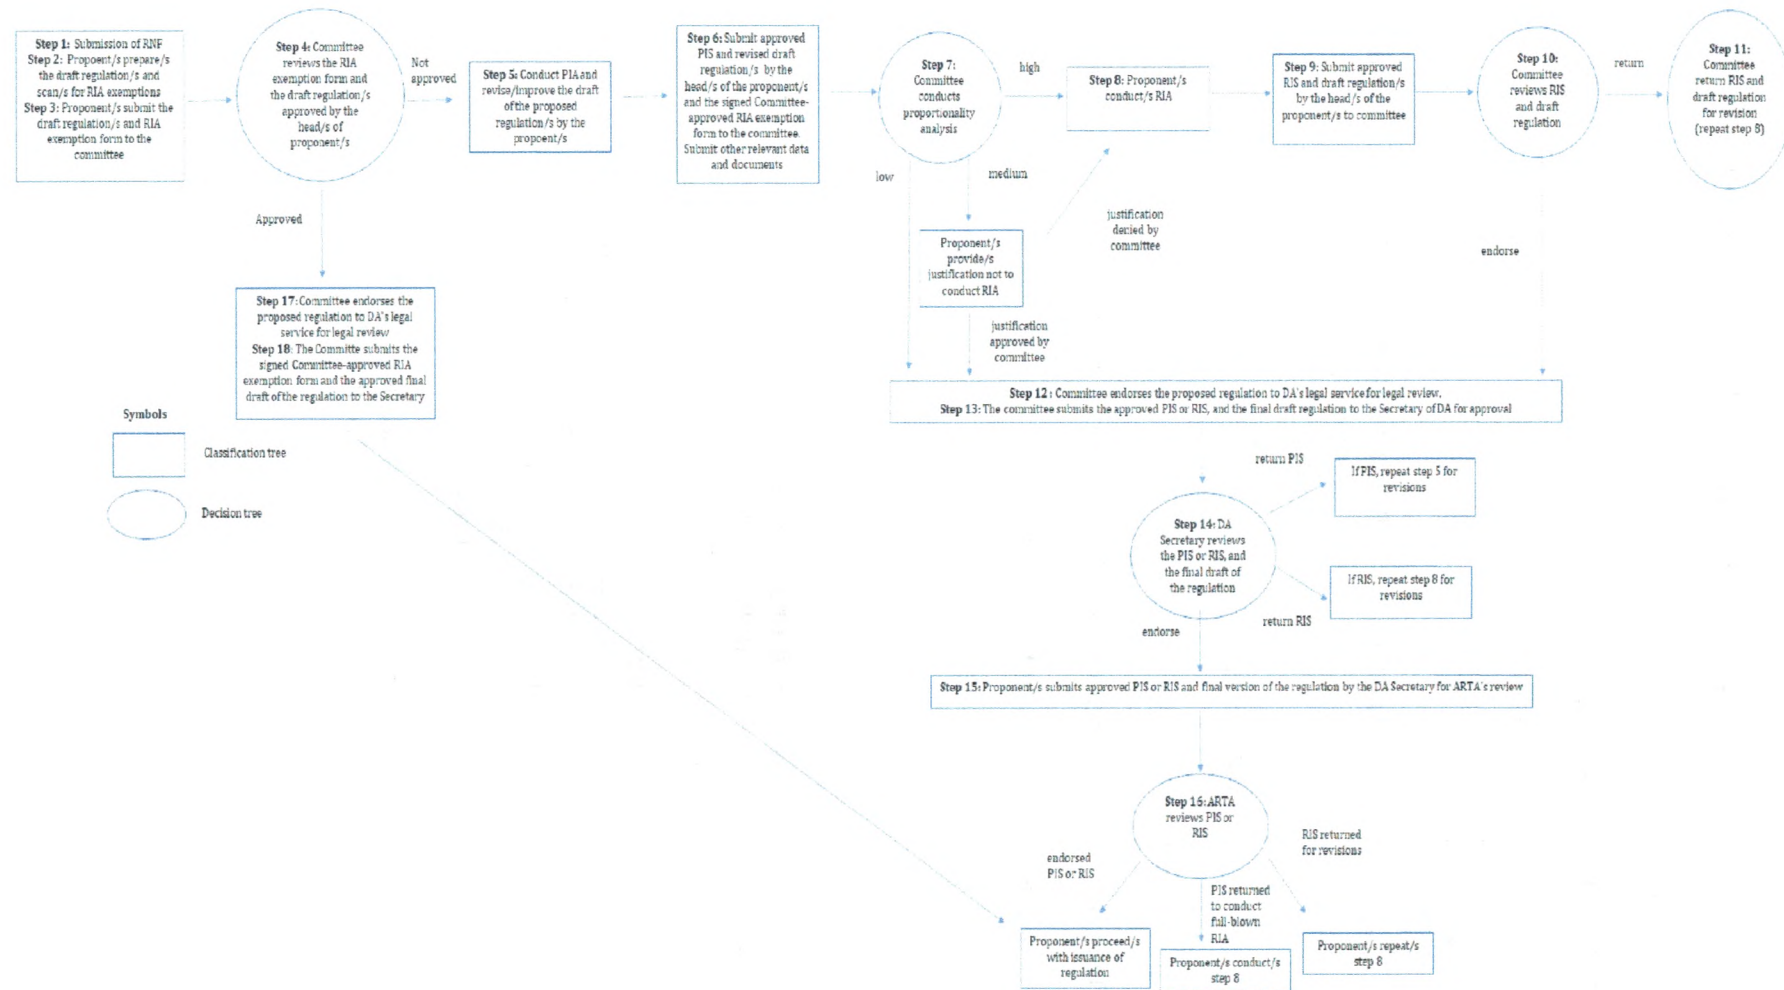 Step 1: Submission of RNF
Step 2: Propoent/s prepare/s
the draft regulation/s and
scan/s for RIA exemptions
Step 3: Proponent/s submit the
draft regulation/s and RIA
exemption form to the
committee
Step 4: Committee
reviews the RIA
exemption form and
the draft regulation/s
approved by the
head/s of
proponent/s
Not
approved
Step 5: Conduct PIA and
revise/improve the draft
of the proposed
regulation/s by the
propoent/s
Step 6: Submit approved
PIS and revised draft
regulation/s by the
head/s of the proponent/s
and the signed Committee-
approved RIA exemption
form to the committee.
Submit other relevant data
and documents
Step 7:
Committee
conducts
proportionality
analysis
high
Step 8: Proponent/s
conduct/s RIA
Step 9: Submit approved
RIS and draft regulation/s
by the head/s of the
proponent/s to committee
Step 10:
Committee
reviews RIS
and draft
regulation
return
Step 11:
Committee
return RIS and
draft regulation
for revision
(repeat step 8)
low
medium
Approved
Proponent/s
provide/s
justification not to
conduct RIA
justification
denied by
committee
endorse
justification
approved by
committee
Step 17: Committee endorses the
proposed regulation to DA's legal
service for legal review
Step 18: The Committe submits the
signed Committee-approved RIA
exemption form and the approved final
draft of the regulation to the Secretary
Step 12: Committee endorses the proposed regulation to DA's legal service for legal review.
Step 13: The committee submits the approved PIS or RIS, and the final draft regulation to the Secretary of DA for approval
Symbols
Classification tree
Decision tree
return PIS
If PIS, repeat step 5 for
revisions
Step 14: DA
Secretary reviews
the PIS or RIS, and
the final draft of
the regulation
If RIS, repeat step 8 for
revisions
return RIS
endorse
Step 15: Proponent/s submits approved PIS or RIS and final version of the regulation by the DA Secretary for ARTA's review
Step 16: ARTA
reviews PIS or
RIS
endorsed
PIS or RIS
PIS returned
to conduct
full-blown
RIA
RIS returned
for revisions
Proponent/s proceed/s
with issuance of
regulation
Proponent/s conduct/s
step 8
Proponent/s repeat/s
step 8